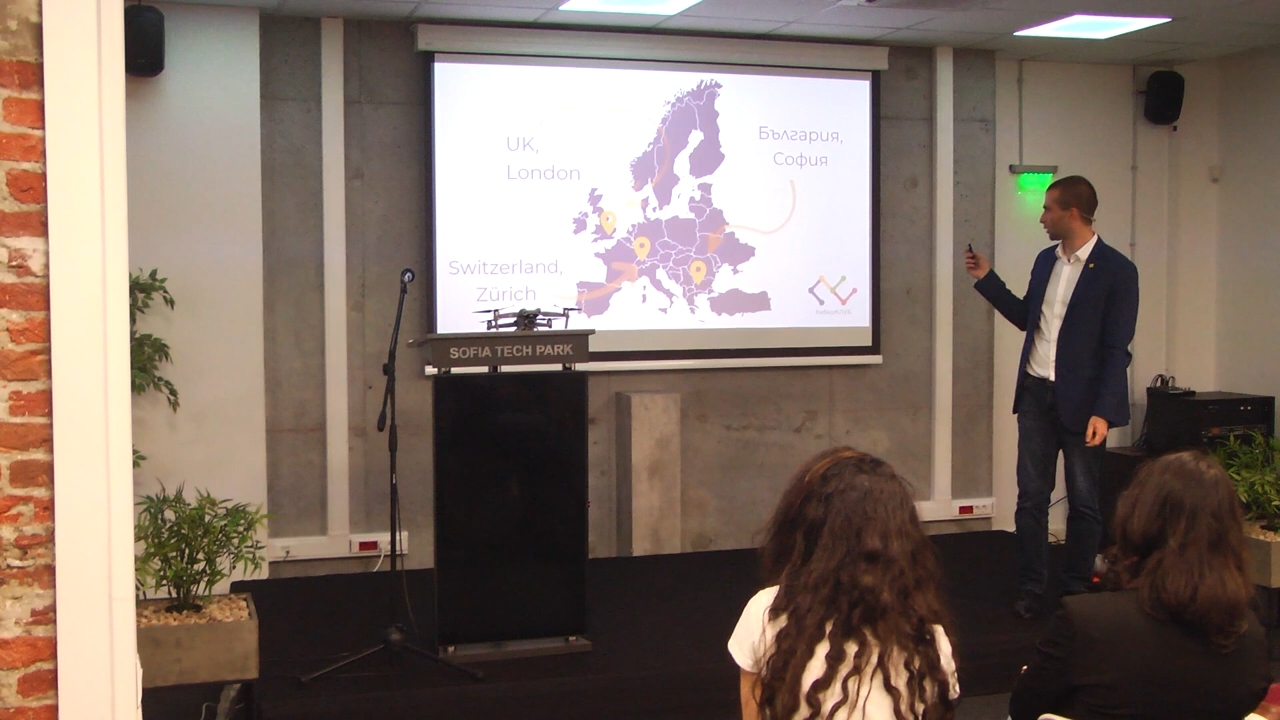 UK,
London
България,
София
Switzerland,
Zürich
SOFIA TECH PARK